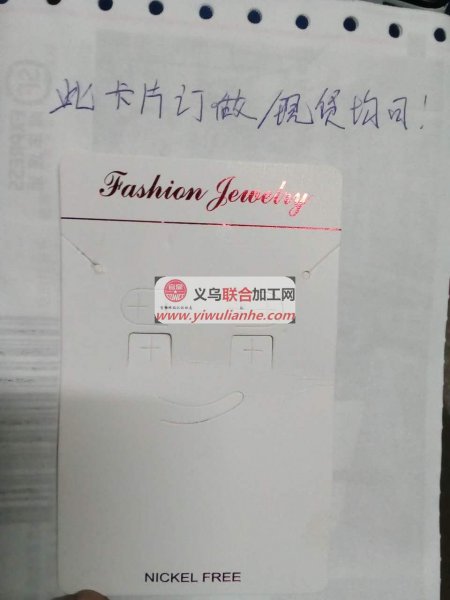 此卡片订做/现货均可!
Fashion Jewelry
义乌联合加工网
www.yiwulianhe.com
NICKEL FREE